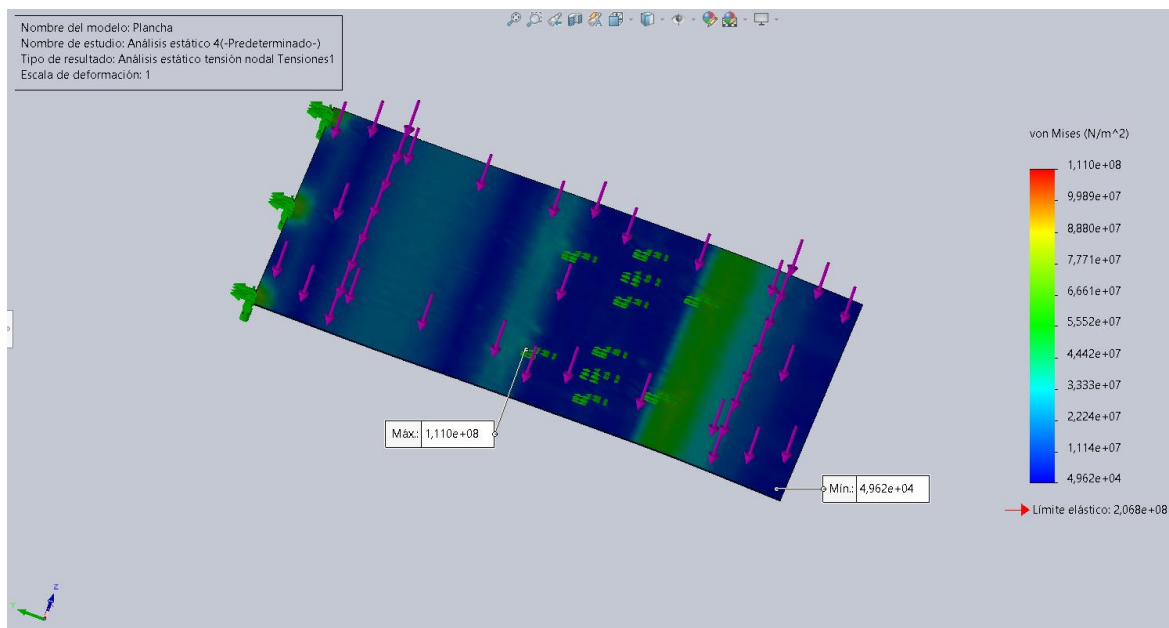 Nombre del modelo: Plancha
Nombre de estudio: Análisis estático 4(-Predeterminado-)
Tipo de resultado: Análisis estático tensión nodal Tensiones1
Escala de deformación: 1
von Mises (N/m^2)
1,110e+08
9,989e+07
8,880e+07
7,771e+07
6,661e+07
5,552e+07
4,442e+07
3,333e+07
2,224e+07
1,114e+07
4,962e+04
Límite elástico: 2,068e+08
Máx.: 1,110e+08
Mín.: 4,962e+04
Z
Y